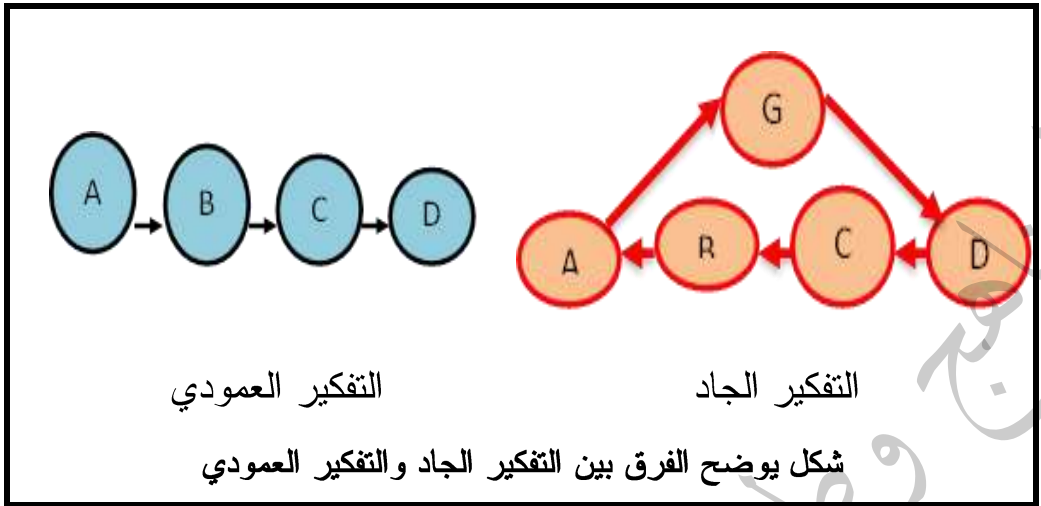 G
A B C D
A B C D
التفكير الجاد
التفكير العمودي
شكل يوضح الفرق بين التفكير الجاد والتفكير العمودي